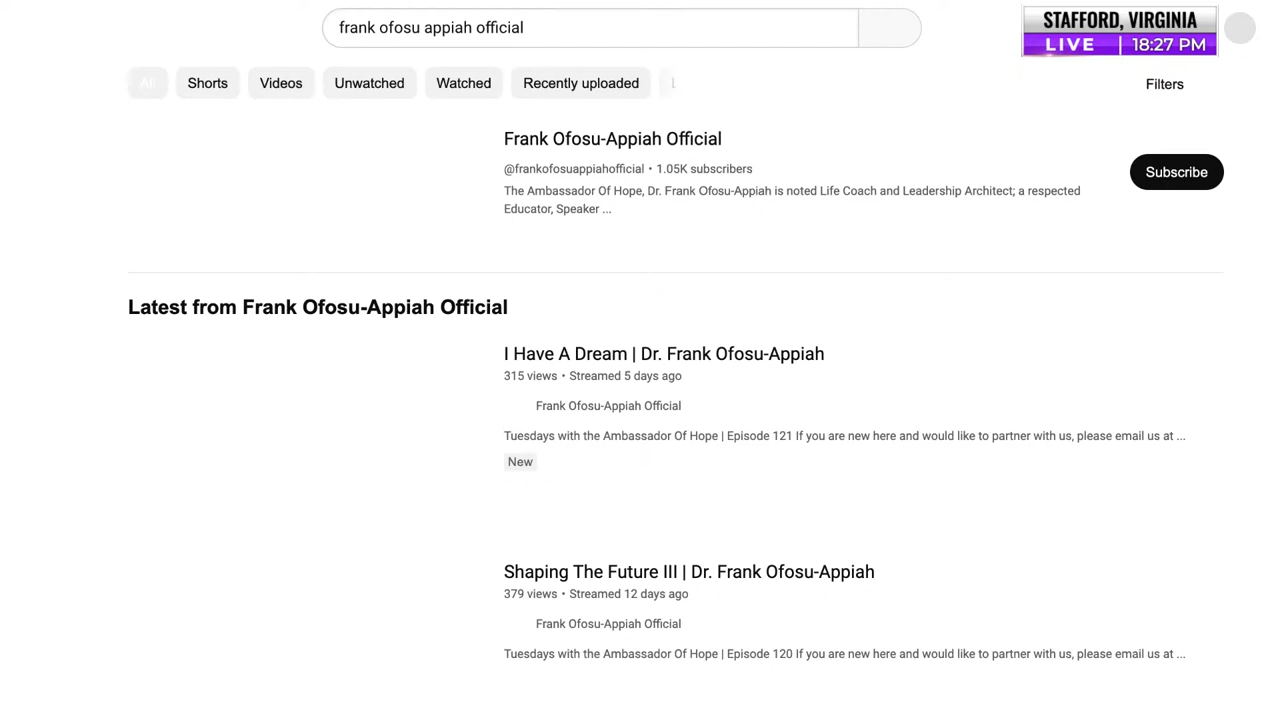 frank ofosu appiah official
STAFFORD, VIRGINIA
LIVE | 18:27 PM
All
Shorts
Videos
Unwatched
Watched
Recently uploaded
Filters
Frank Ofosu-Appiah Official
@frankofosuappiahofficial • 1.05K subscribers
Subscribe
The Ambassador Of Hope, Dr. Frank Ofosu-Appiah is noted Life Coach and Leadership Architect; a respected
Educator, Speaker ...
Latest from Frank Ofosu-Appiah Official
I Have A Dream | Dr. Frank Ofosu-Appiah
315 views • Streamed 5 days ago
Frank Ofosu-Appiah Official
Tuesdays with the Ambassador Of Hope | Episode 121 If you are new here and would like to partner with us, please email us at ...
New
Shaping The Future III | Dr. Frank Ofosu-Appiah
379 views • Streamed 12 days ago
Frank Ofosu-Appiah Official
Tuesdays with the Ambassador Of Hope | Episode 120 If you are new here and would like to partner with us, please email us at ...